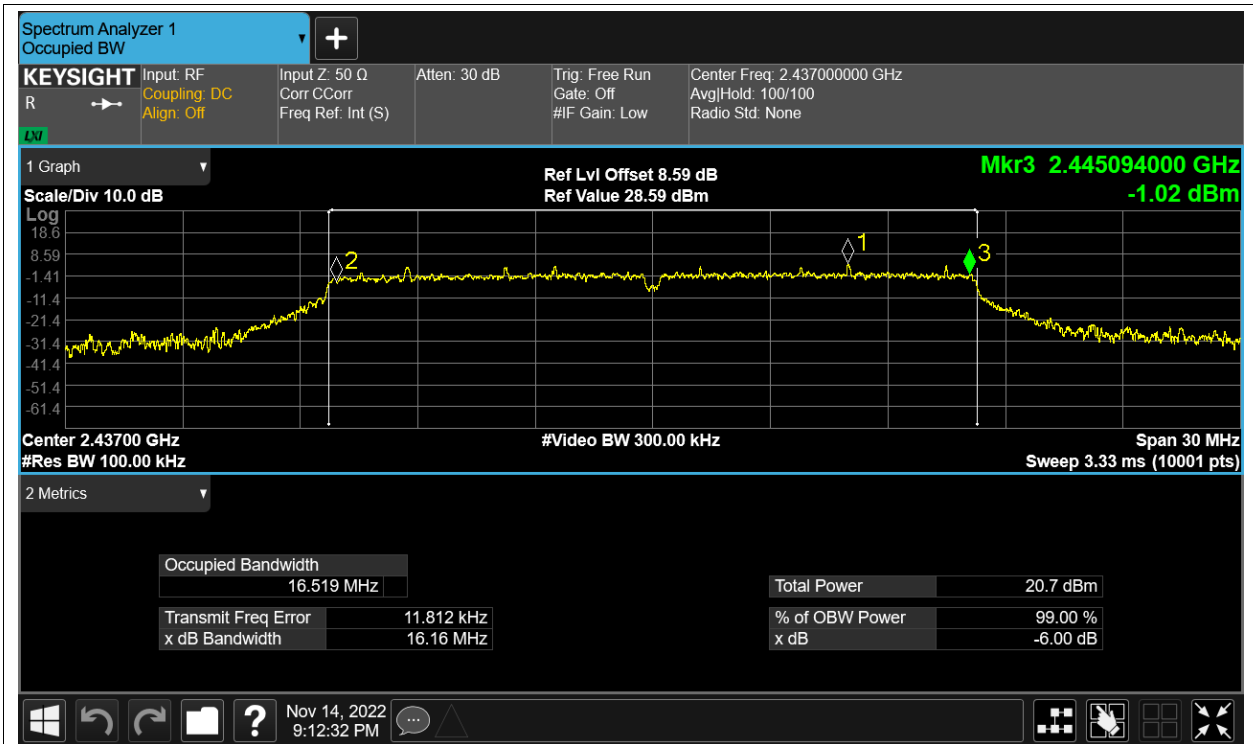 Spectrum Analyzer 1
Occupied BW
KEYSIGHT
R
LXI
Input: RF
Coupling: DC
Align: Off
Input Z: 50 Ω
Corr CCorr
Freq Ref: Int (S)
Atten: 30 dB
Trig: Free Run
Gate: Off
#IF Gain: Low
Center Freq: 2.437000000 GHz
Avg|Hold: 100/100
Radio Std: None
1 Graph
Scale/Div 10.0 dB
Ref Lvl Offset 8.59 dB
Ref Value 28.59 dBm
Mkr3 2.445094000 GHz
-1.02 dBm
Log
18.6
8.59
-1.41
-11.4
-21.4
-31.4
-41.4
-51.4
-61.4
2
1
3
Center 2.43700 GHz
#Video BW 300.00 kHz
Span 30 MHz
#Res BW 100.00 kHz
Sweep 3.33 ms (10001 pts)
2 Metrics
Occupied Bandwidth
16.519 MHz
Transmit Freq Error 11.812 kHz
x dB Bandwidth 16.16 MHz
Total Power 20.7 dBm
% of OBW Power 99.00 %
x dB -6.00 dB
?
Nov 14, 2022
9:12:32 PM